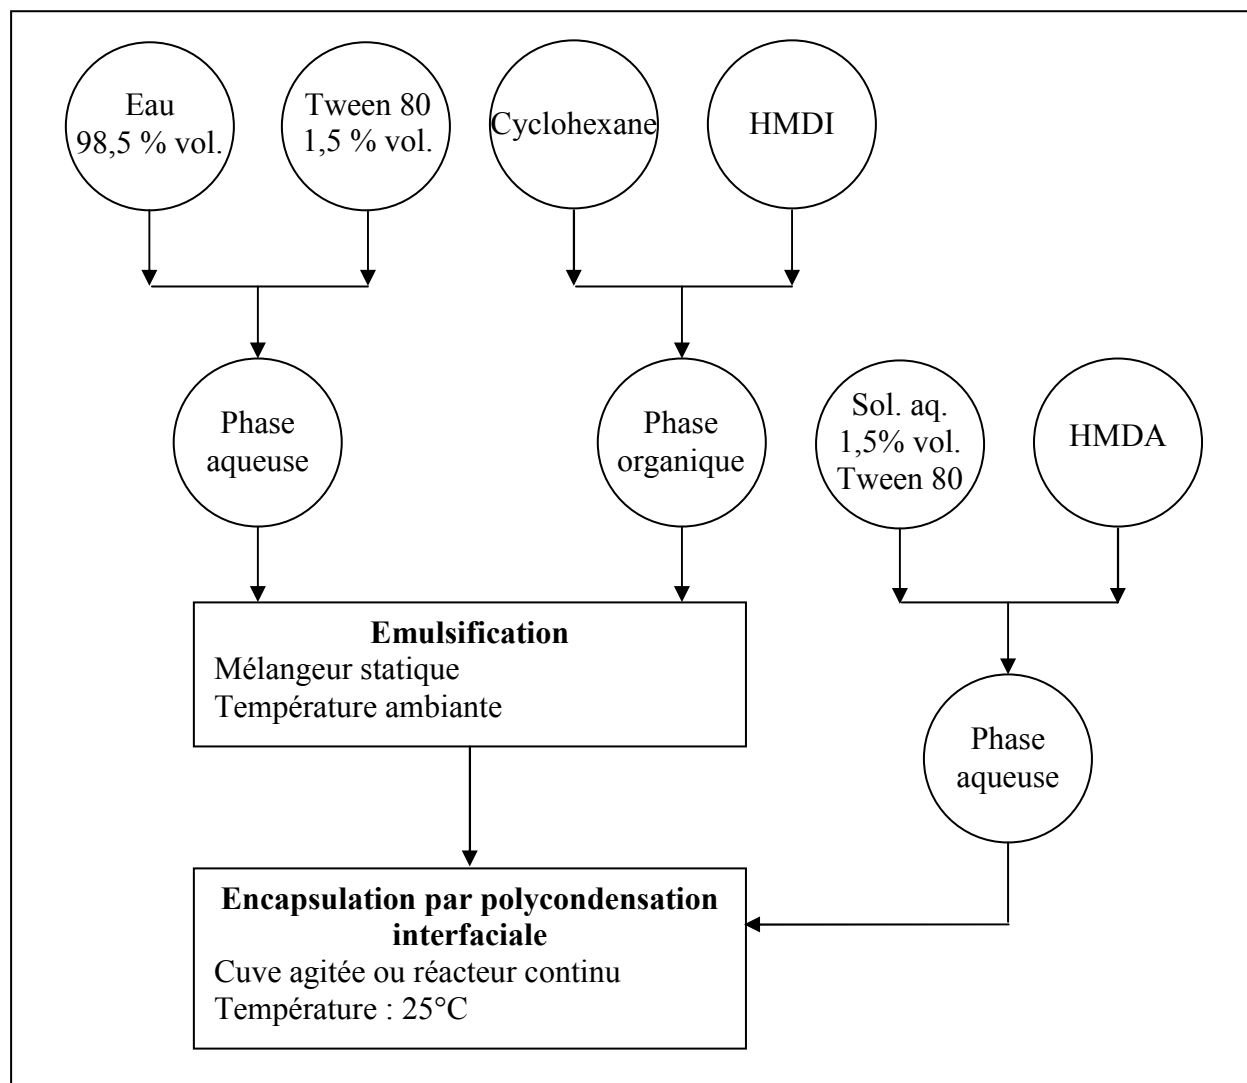 Eau
98,5 % vol.
Tween 80
1,5 % vol.
Cyclohexane
HMDI
Phase
aqueuse
Phase
organique
Sol. aq.
1,5% vol.
Tween 80
HMDA
Emulsification
Mélangeur statique
Température ambiante
Phase
aqueuse
Encapsulation par polycondensation
interfaciale
Cuve agitée ou réacteur continu
Température : 25°C